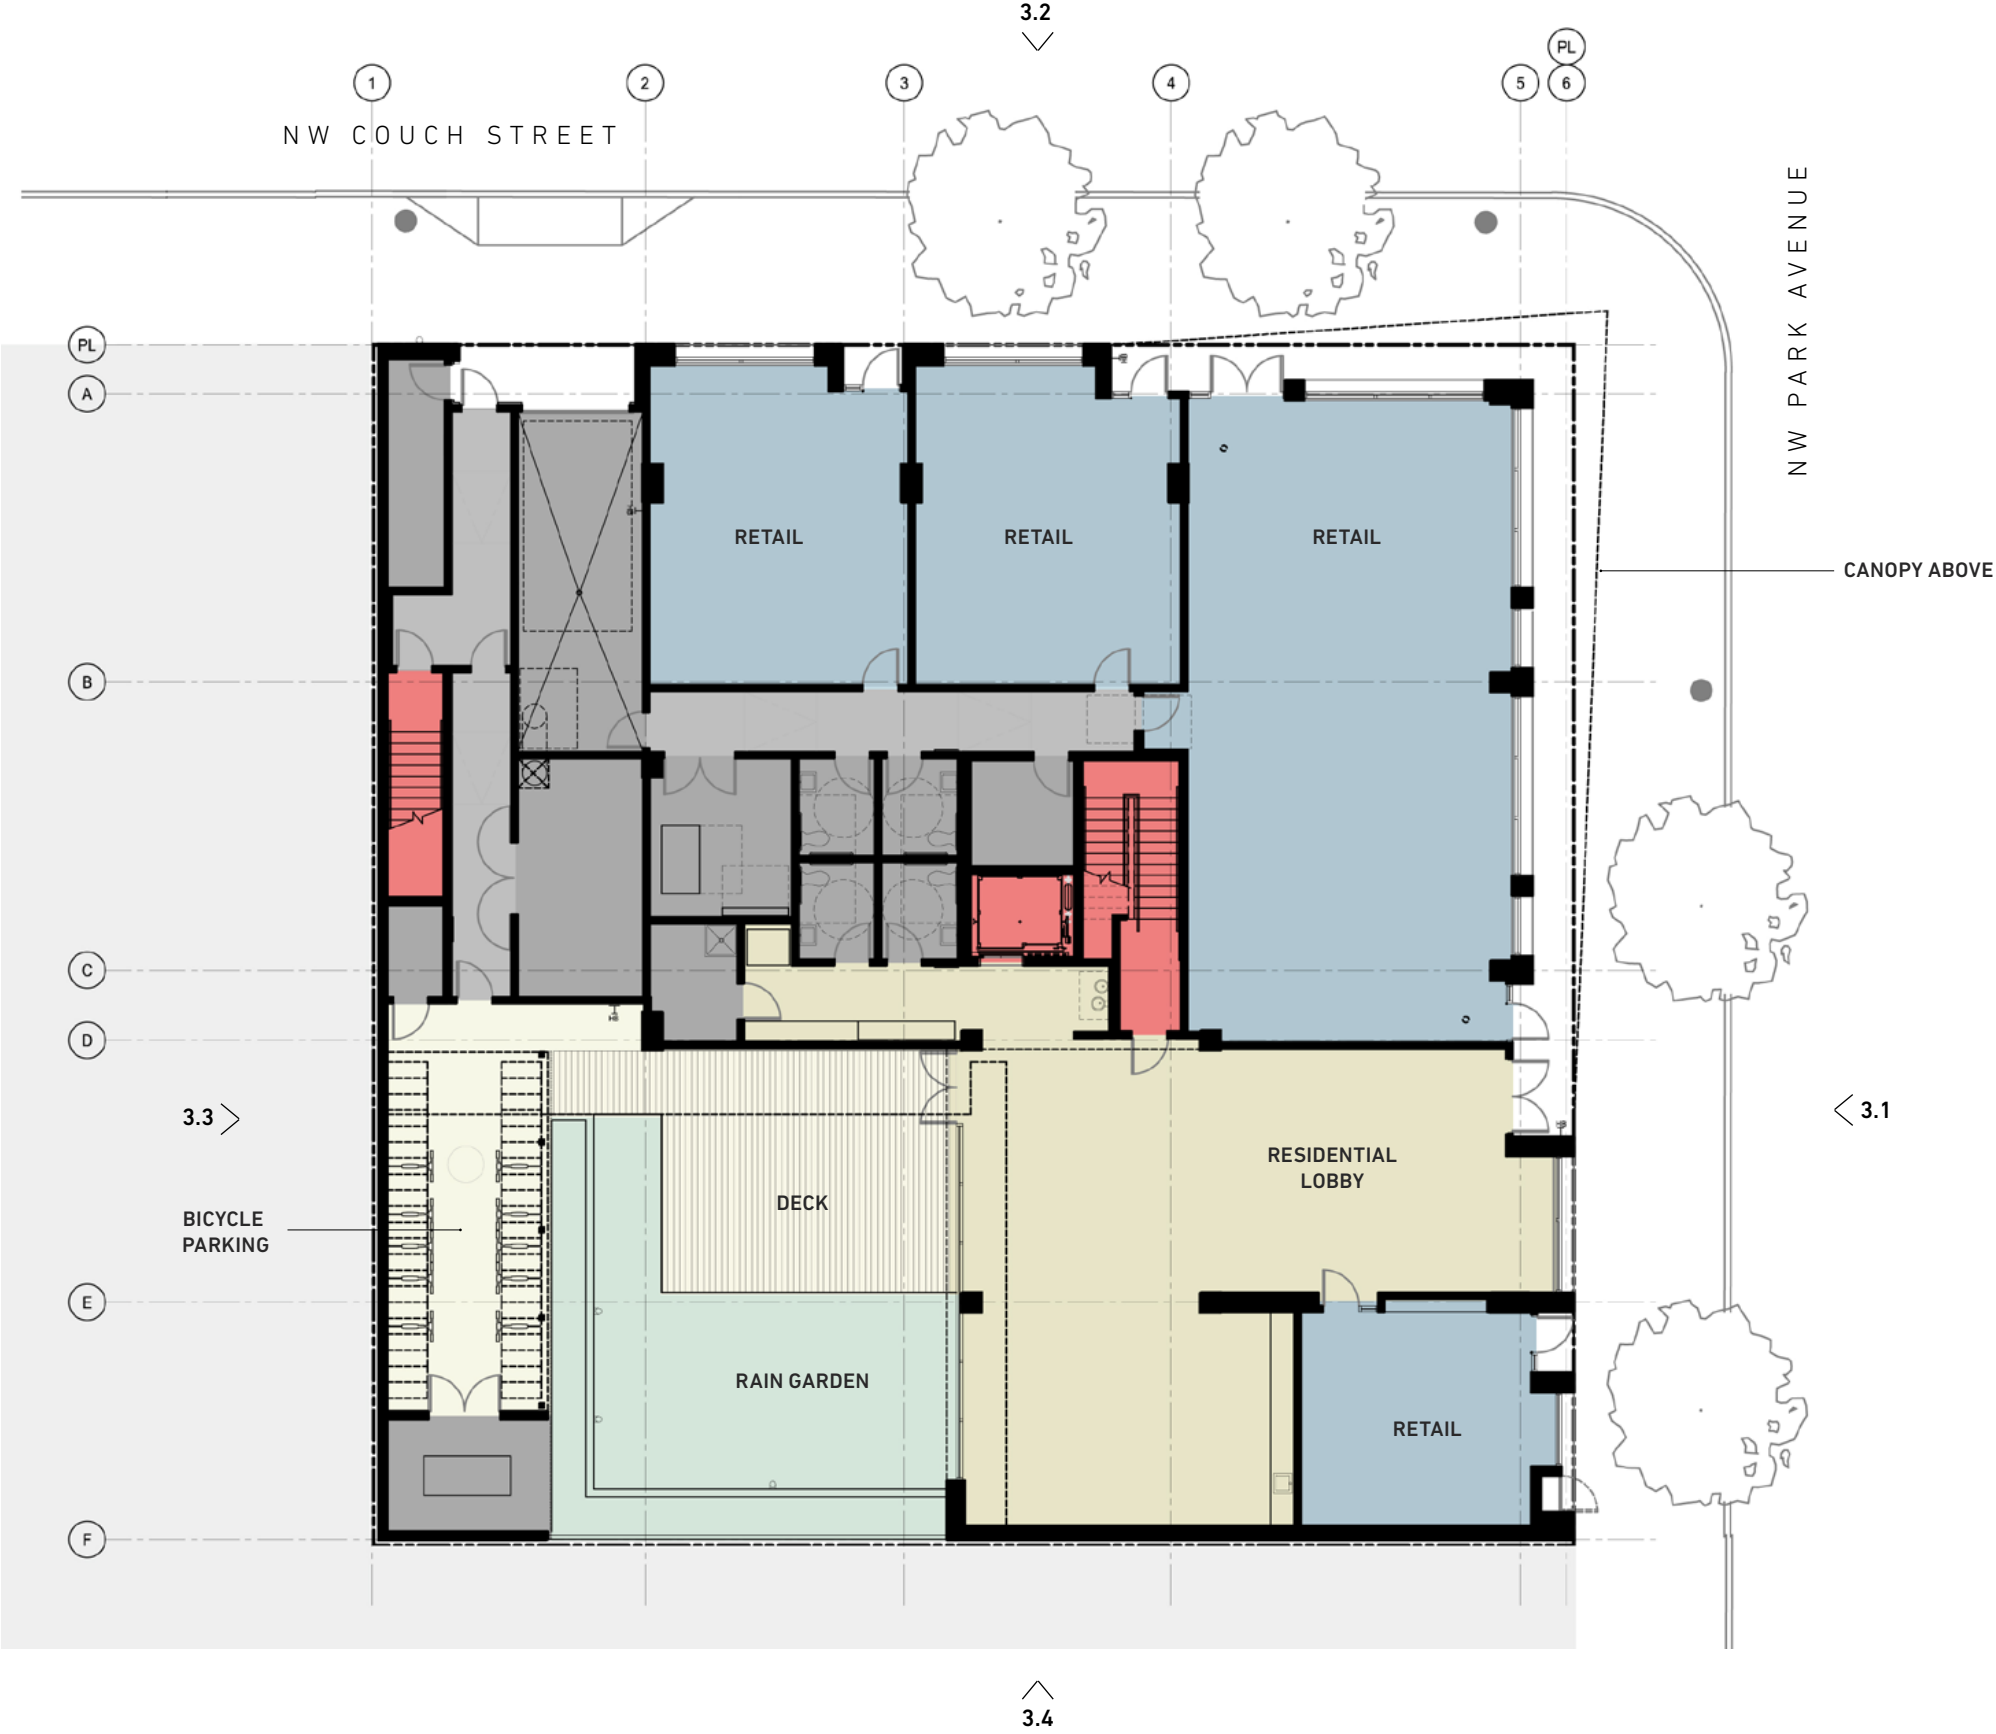 3.2
PL
1
2
3
4
5
6
NW COUCH STREET
NW PARK AVENUE
PL
A
RETAIL
RETAIL
RETAIL
CANOPY ABOVE
B
C
D
3.3
3.1
RESIDENTIAL
LOBBY
DECK
BICYCLE
PARKING
E
RAIN GARDEN
RETAIL
F
3.4